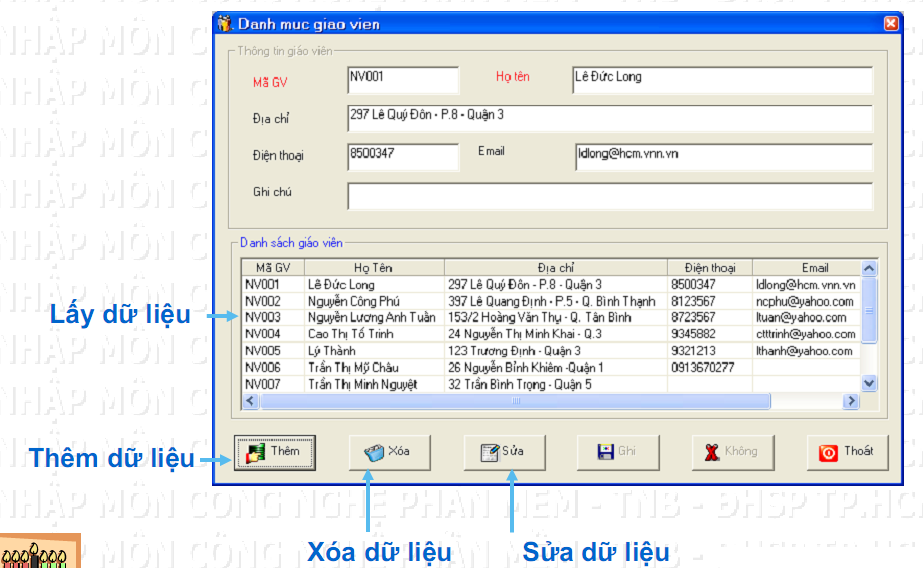 Danh muc giao vien
Thông tin giáo viên
Mã GV NV001 Họ tên Lê Đức Long
Địa chỉ 297 Lê Quý Đôn - P.8 - Quận 3
Điện thoại 8500347 Email ldlong@hcm.vnn.vn
Ghi chú
Danh sách giáo viên
Mã GV Họ Tên Địa chỉ Điện thoại Email
NV001 Lê Đức Long 297 Lê Quý Đôn - P.8 - Quận 3 8500347 ldlong@hcm.vnn.vn
NV002 Nguyễn Công Phú 397 Lê Quang Định - P.5 - Q. Bình Thạnh 8123567 ncphu@yahoo.com
Lấy dữ liệu
NV003 Nguyễn Lương Anh Tuấn 153/2 Hoàng Văn Thụ - Q. Tân Bình 8723567 ltuan@yahoo.com
NV004 Cao Thị Tố Trinh 24 Nguyễn Thị Minh Khai - Q.3 9345882 ctttrinh@yahoo.com
NV005 Lý Thành 123 Trương Định - Quận 3 9321213 lthanh@yahoo.com
NV006 Trần Thị Mỹ Châu 26 Nguyễn Bỉnh Khiêm -Quận 1 0913670277
NV007 Trần Thị Minh Nguyệt 32 Trần Bình Trọng - Quận 5
Thêm dữ liệu
Thêm Xóa Sửa Ghi Không Thoát
NHẬP MÔN CÔNG NGHỆ PHẦN MỀM - TNB - ĐHSP TP.HC
Xóa dữ liệu Sửa dữ liệu